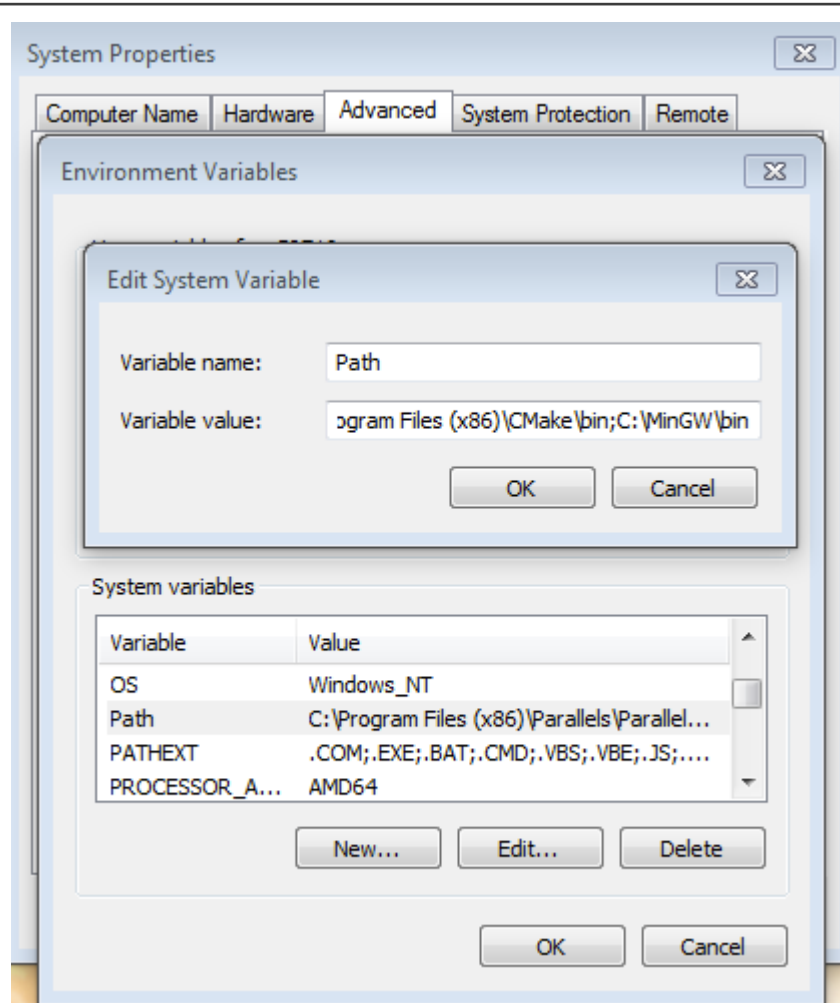 System Properties
Computer Name Hardware Advanced System Protection Remote
Environment Variables
Edit System Variable
Variable name: Path
Variable value: ogram Files (x86)\CMake\bin;C:\MinGW\bin
OK Cancel
System variables
Variable Value
OS Windows_NT
Path C:\Program Files (x86)\Parallels\Parallel...
PATHEXT .COM;.EXE;.BAT;.CMD;.VBS;.VBE;.JS;....
PROCESSOR_A... AMD64
New... Edit... Delete
OK Cancel